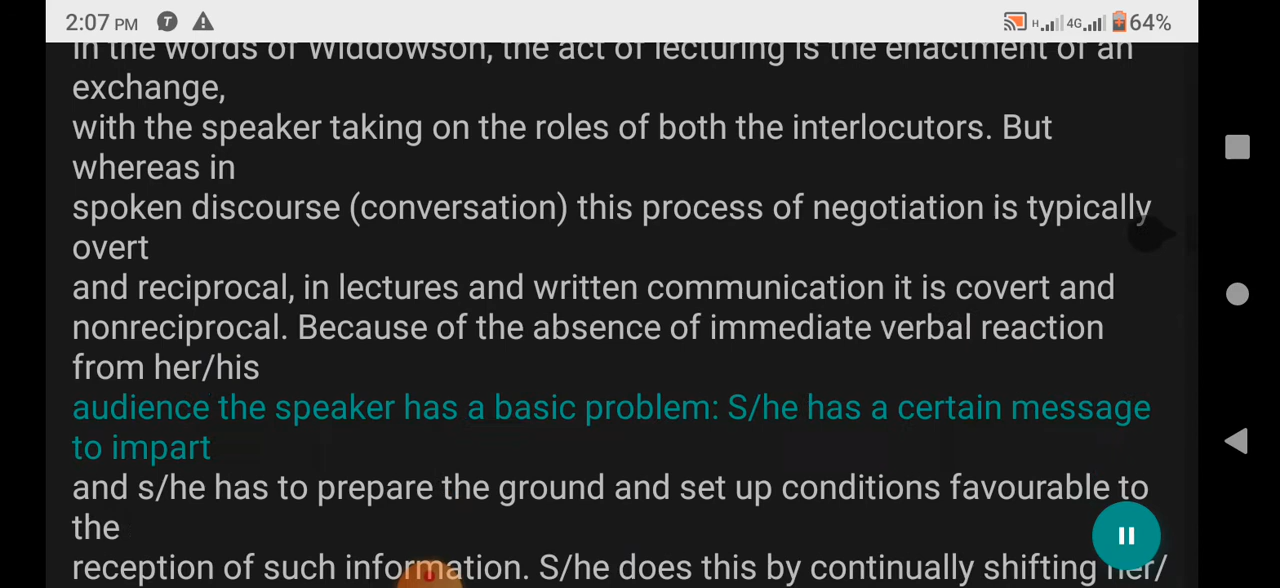 2:07 PM
H 4G 64%
in the words of Widdowson, the act of lecturing is the enactment of an
exchange,
with the speaker taking on the roles of both the interlocutors. But
whereas in
spoken discourse (conversation) this process of negotiation is typically
overt
and reciprocal, in lectures and written communication it is covert and
nonreciprocal. Because of the absence of immediate verbal reaction
from her/his
audience the speaker has a basic problem: S/he has a certain message
to impart
and s/he has to prepare the ground and set up conditions favourable to
the
reception of such information. S/he does this by continually shifting her/